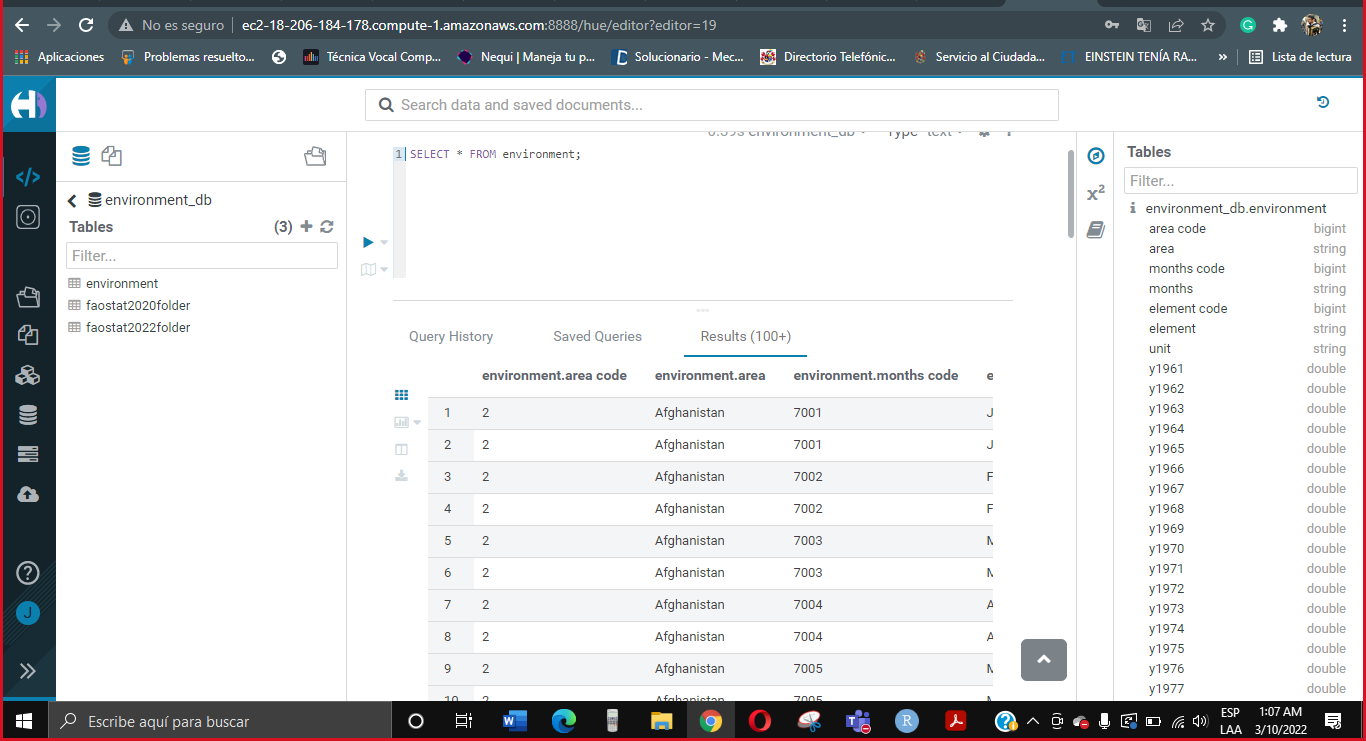 No es seguro | ec2-18-206-184-178.compute-1.amazonaws.com:8888/hue/editor?editor=19
Aplicaciones Problemas resuelto... Técnica Vocal Comp... Nequi | Maneja tu p... Solucionario - Mec... Directorio Telefónic... Servicio al Ciudada... ET EINSTEIN TENÍA RA... » Lista de lectura
Search data and saved documents...
environment_db
Tables (3)
Filter...
environment
faostat2020folder
faostat2022folder
J
0.39s environment_db Type text
1 SELECT * FROM environment;
Query History Saved Queries Results (100+)
environment.area code environment.area environment.months code e
1 2 Afghanistan 7001 J
2 2 Afghanistan 7001 J
3 2 Afghanistan 7002 F
4 2 Afghanistan 7002 F
5 2 Afghanistan 7003 M
6 2 Afghanistan 7003 M
7 2 Afghanistan 7004 A
8 2 Afghanistan 7004 A
9 2 Afghanistan 7005 M
10 2 Afghanistan 7005 M
x²
Tables
Filter...
environment_db.environment
area code bigint
area string
months code bigint
months string
element code bigint
element string
unit string
y1961 double
y1962 double
y1963 double
y1964 double
y1965 double
y1966 double
y1967 double
y1968 double
y1969 double
y1970 double
y1971 double
y1972 double
y1973 double
y1974 double
y1975 double
y1976 double
y1977 double
Escribe aquí para buscar
ESP
LAA
1:07 AM
3/10/2022